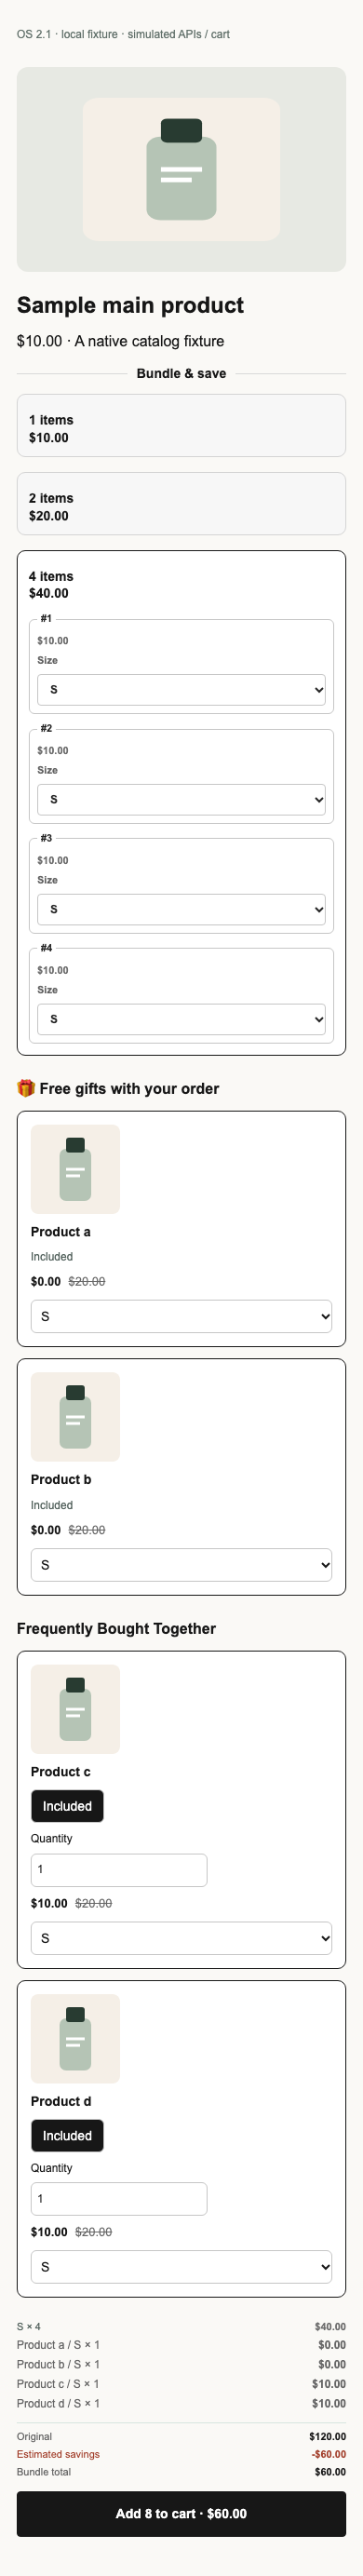 OS 2.1 · local fixture · simulated APIs / cart
Sample main product
$10.00 · A native catalog fixture
Bundle & save
1 items
$10.00
2 items
$20.00
4 items
$40.00
#1
$10.00
Size
S
#2
$10.00
Size
S
#3
$10.00
Size
S
#4
$10.00
Size
S
🎁 Free gifts with your order
Product a
Included
$0.00 $20.00
S
Product b
Included
$0.00 $20.00
S
Frequently Bought Together
Product c
Included
Quantity
1
$10.00 $20.00
S
Product d
Included
Quantity
1
$10.00 $20.00
S
S × 4 $40.00
Product a / S × 1 $0.00
Product b / S × 1 $0.00
Product c / S × 1 $10.00
Product d / S × 1 $10.00
Original $120.00
Estimated savings -$60.00
Bundle total $60.00
Add 8 to cart · $60.00